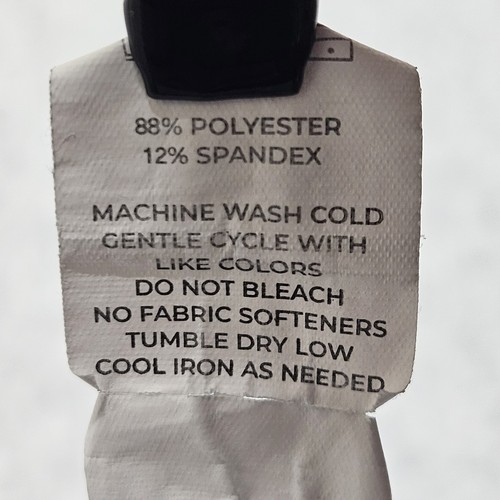 88% POLYESTER
12% SPANDEX
MACHINE WASH COLD
GENTLE CYCLE WITH
LIKE COLORS
DO NOT BLEACH
NO FABRIC SOFTENERS
TUMBLE DRY LOW
COOL IRON AS NEEDED